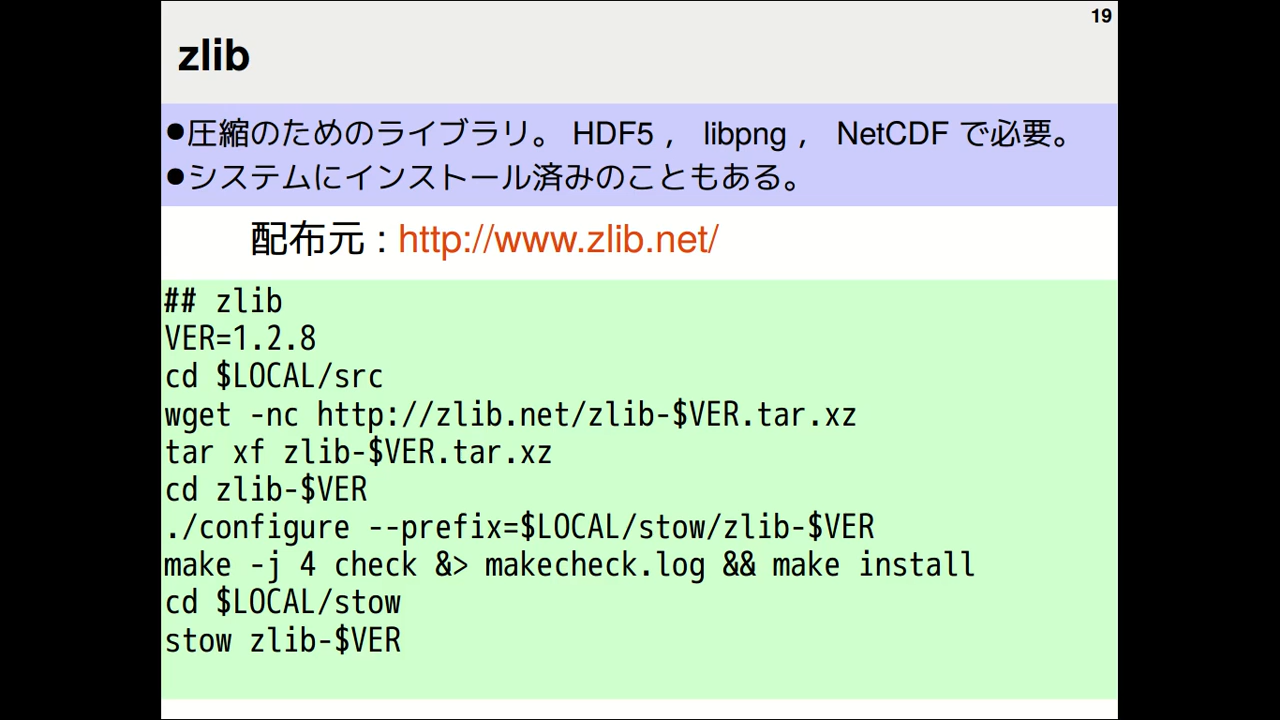 19
zlib
●圧縮のためのライブラリ。 HDF5 , libpng , NetCDF で必要。
●システムにインストール済みのこともある。
配布元 : http://www.zlib.net/
## zlib
VER=1.2.8
cd $LOCAL/src
wget -nc http://zlib.net/zlib-$VER.tar.xz
tar xf zlib-$VER.tar.xz
cd zlib-$VER
./configure --prefix=$LOCAL/stow/zlib-$VER
make -j 4 check &> makecheck.log && make install
cd $LOCAL/stow
stow zlib-$VER